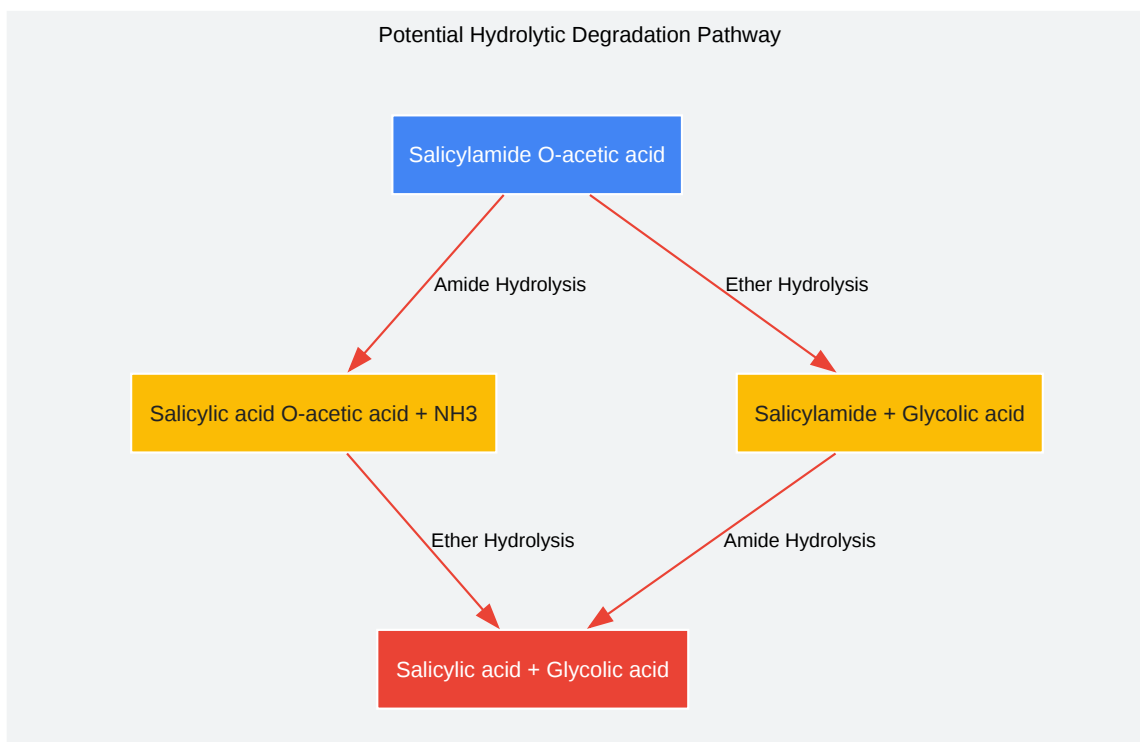 Potential Hydrolytic Degradation Pathway
Salicylamide O-acetic acid
Amide Hydrolysis
Ether Hydrolysis
Salicylic acid O-acetic acid + NH3
Salicylamide + Glycolic acid
Ether Hydrolysis
Amide Hydrolysis
Salicylic acid + Glycolic acid